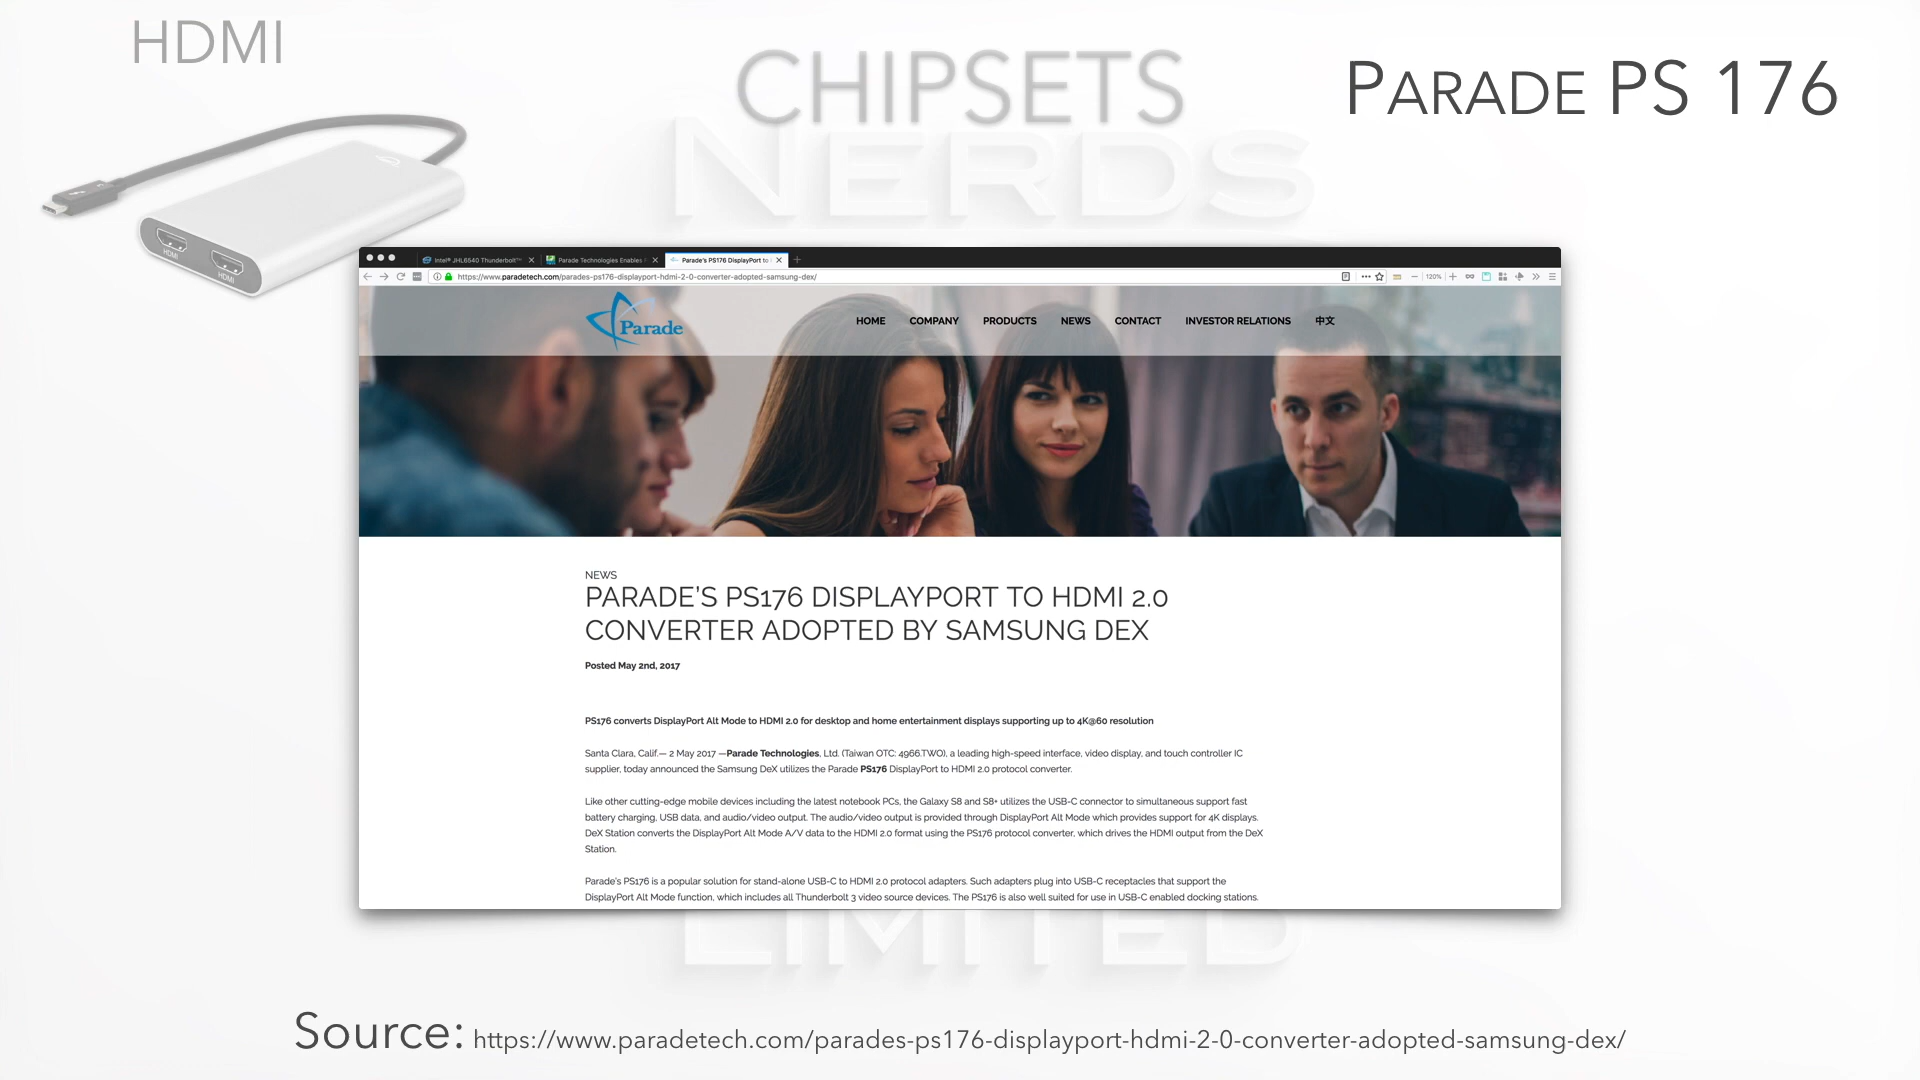 HDMI
CHIPSETS
PARADE PS 176
NERDS
HDMI
HDMI
Intel® JHL6540 Thunderbolt™
Parade Technologies Enables
Parade's PS176 DisplayPort to
https://www.paradetech.com/parades-ps176-displayport-hdmi-2-0-converter-adopted-samsung-dex/
120%
Parade
HOME COMPANY PRODUCTS NEWS CONTACT INVESTOR RELATIONS 中文
NEWS
PARADE'S PS176 DISPLAYPORT TO HDMI 2.0
CONVERTER ADOPTED BY SAMSUNG DEX
Posted May 2nd, 2017
PS176 converts DisplayPort Alt Mode to HDMI 2.0 for desktop and home entertainment displays supporting up to 4K@60 resolution
Santa Clara, Calif.— 2 May 2017 —Parade Technologies, Ltd. (Taiwan OTC: 4966.TWO), a leading high-speed interface, video display, and touch controller IC
supplier, today announced the Samsung DeX utilizes the Parade PS176 DisplayPort to HDMI 2.0 protocol converter.
Like other cutting-edge mobile devices including the latest notebook PCs, the Galaxy S8 and S8+ utilizes the USB-C connector to simultaneous support fast
battery charging, USB data, and audio/video output. The audio/video output is provided through DisplayPort Alt Mode which provides support for 4K displays.
DeX Station converts the DisplayPort Alt Mode A/V data to the HDMI 2.0 format using the PS176 protocol converter, which drives the HDMI output from the DeX
Station.
Parade's PS176 is a popular solution for stand-alone USB-C to HDMI 2.0 protocol adapters. Such adapters plug into USB-C receptacles that support the
DisplayPort Alt Mode function, which includes all Thunderbolt 3 video source devices. The PS176 is also well suited for use in USB-C enabled docking stations.
LIMITED
Source: https://www.paradetech.com/parades-ps176-displayport-hdmi-2-0-converter-adopted-samsung-dex/